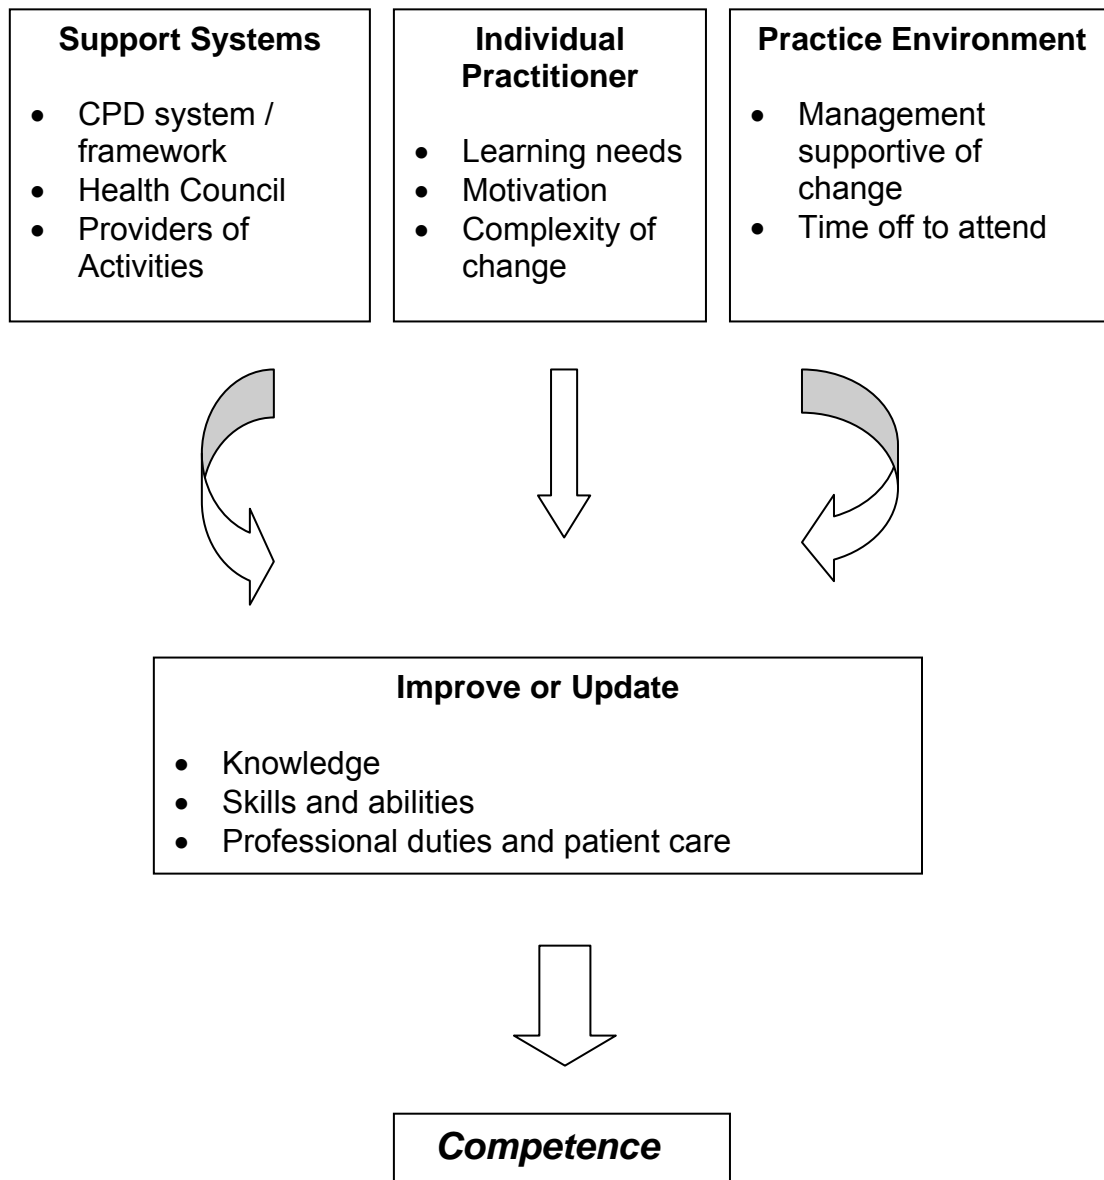 Support Systems
• CPD system /
framework
• Health Council
• Providers of
Activities
Individual
Practitioner
• Learning needs
• Motivation
• Complexity of
change
Practice Environment
• Management
supportive of
change
• Time off to attend
Improve or Update
• Knowledge
• Skills and abilities
• Professional duties and patient care
Competence